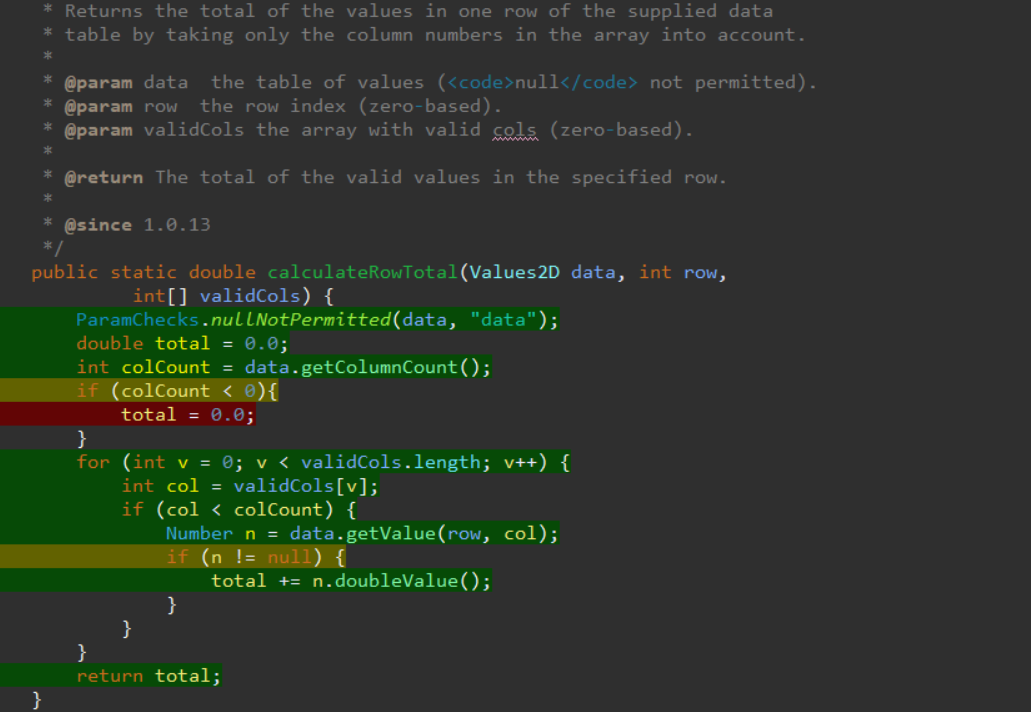 * Returns the total of the values in one row of the supplied data
* table by taking only the column numbers in the array into account.
*
* @param data  the table of values (<code>null</code> not permitted).
* @param row  the row index (zero-based).
* @param validCols the array with valid cols (zero-based).
*
* @return The total of the valid values in the specified row.
*
* @since 1.0.13
*/
public static double calculateRowTotal(Values2D data, int row,
int[] validCols) {
ParamChecks.nullNotPermitted(data, "data");
double total = 0.0;
int colCount = data.getColumnCount();
if (colCount < 0){
total = 0.0;
}
for (int v = 0; v < validCols.length; v++) {
int col = validCols[v];
if (col < colCount) {
Number n = data.getValue(row, col);
if (n != null) {
total += n.doubleValue();
}
}
}
return total;
}